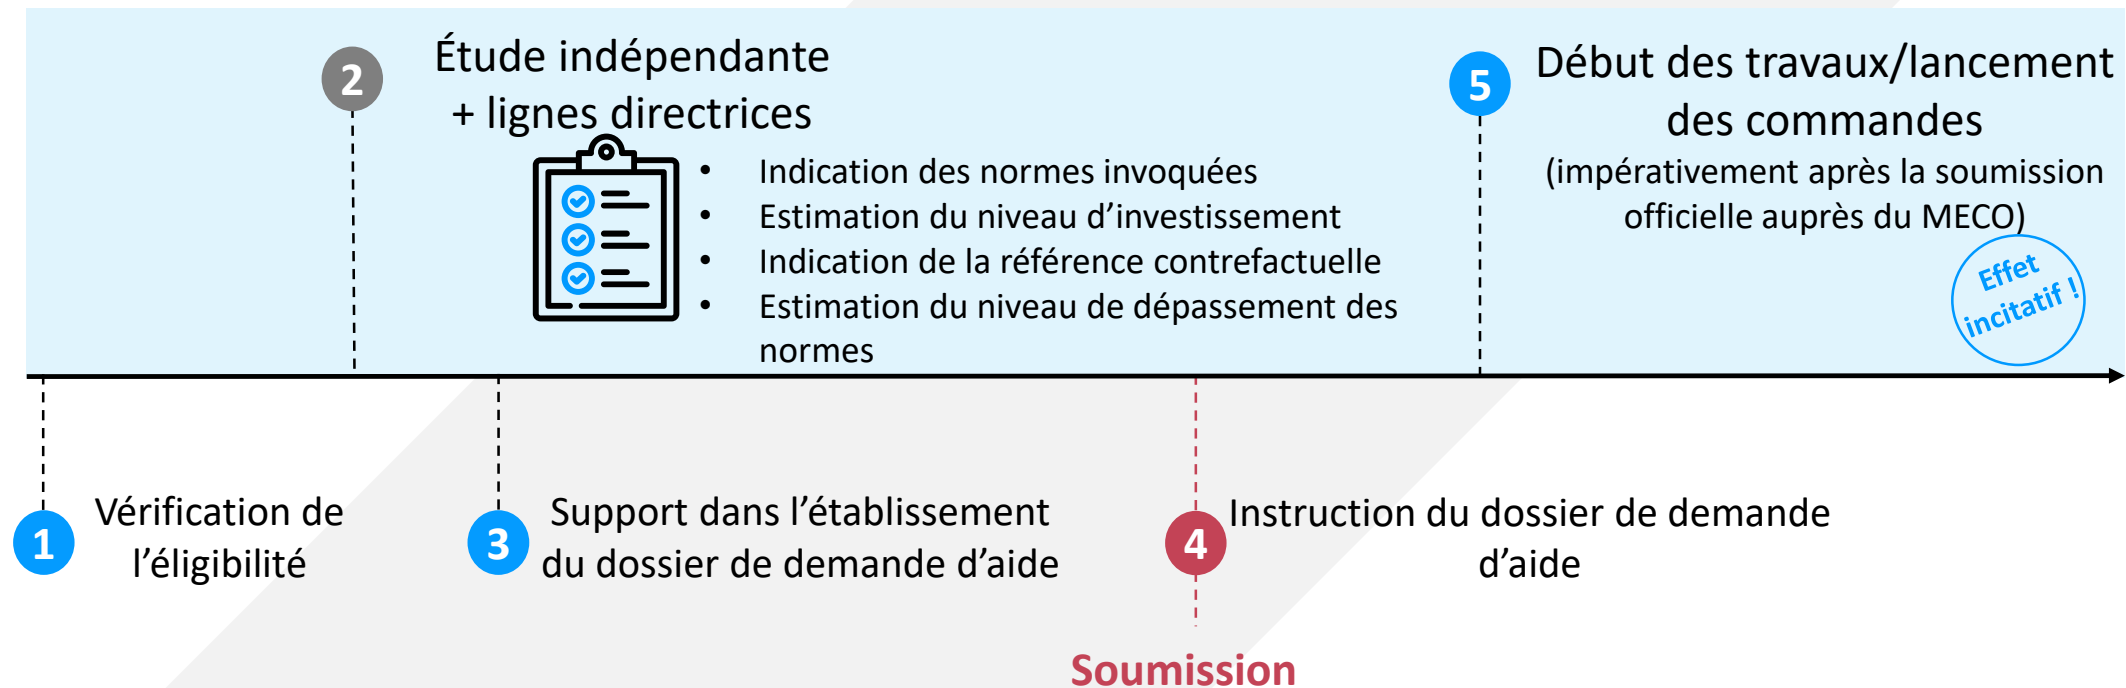 2
Étude indépendante
+ lignes directrices
• Indication des normes invoquées
• Estimation du niveau d’investissement
• Indication de la référence contrefactuelle
• Estimation du niveau de dépassement des
normes
5
Début des travaux/lancement
des commandes
(impérativement après la soumission
officielle auprès du MECO)
Effet
incitatif !
1
Vérification de
l’éligibilité
3
Support dans l’établissement
du dossier de demande d’aide
4
Instruction du dossier de demande
d’aide
Soumission